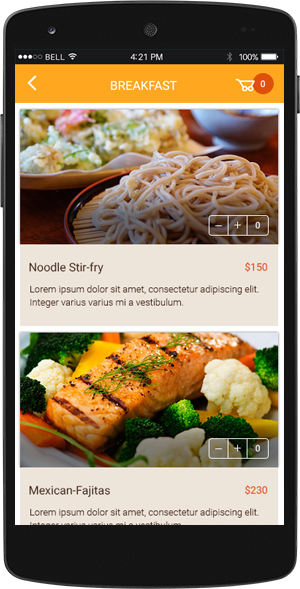 BELL 4:21 PM 100%
BREAKFAST 0
− + 0
Noodle Stir-fry $150
Lorem ipsum dolor sit amet, consectetur adipiscing elit.
Integer varius varius mi a vestibulum.
− + 0
Mexican-Fajitas $230
Lorem ipsum dolor sit amet, consectetur adipiscing elit.
Integer varius varius mi a vestibulum.